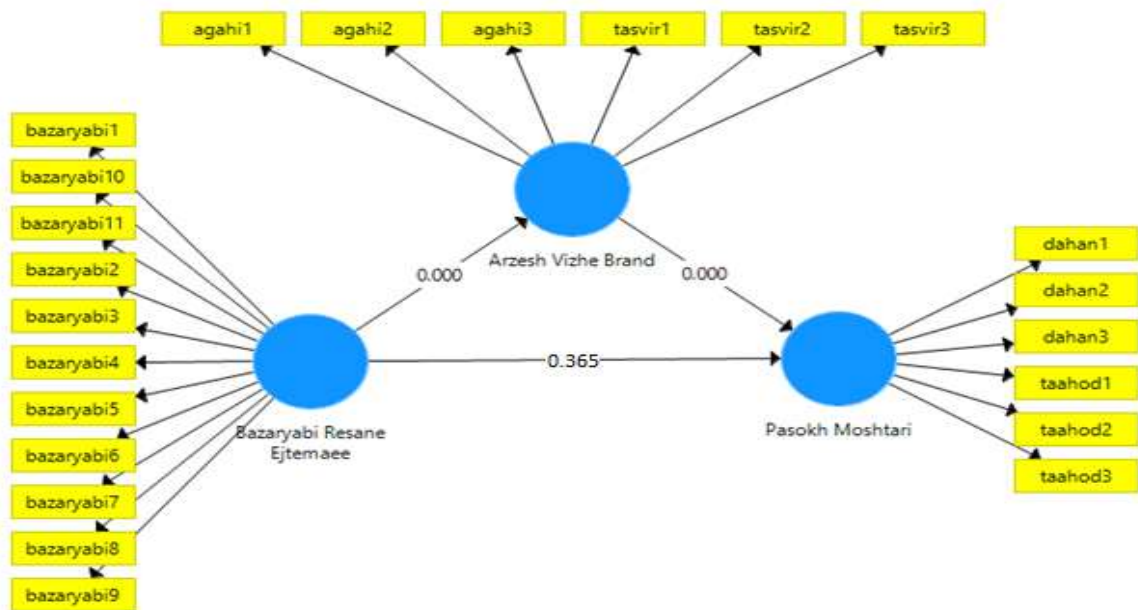 agahi1
agahi2
agahi3
tasvir1
tasvir2
tasvir3
bazaryabi1
bazaryabi10
bazaryabi11
bazaryabi2
bazaryabi3
bazaryabi4
bazaryabi5
bazaryabi6
bazaryabi7
bazaryabi8
bazaryabi9
Arzesh Vizhe Brand
0.000
0.000
0.365
Bazaryabi Resane
Ejtemaee
Pasokh Moshtari
dahan1
dahan2
dahan3
taahod1
taahod2
taahod3